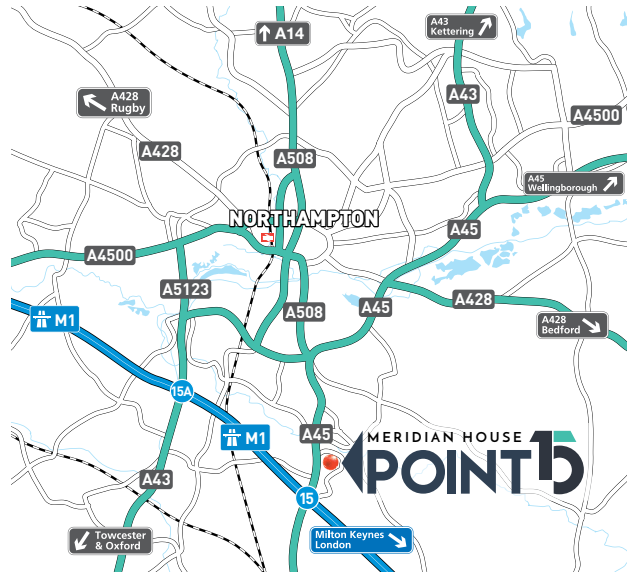 A14
A43
Kettering
A428
Rugby
A43
A4500
A428
A508
A45
Wellingborough
NORTHAMPTON
A45
A4500
A5123
A508
A45
A428
M1
A428
Bedford
15A
M1
A45
MERIDIAN HOUSE
POINT15
A43
15
Towcester
& Oxford
Milton Keynes
London